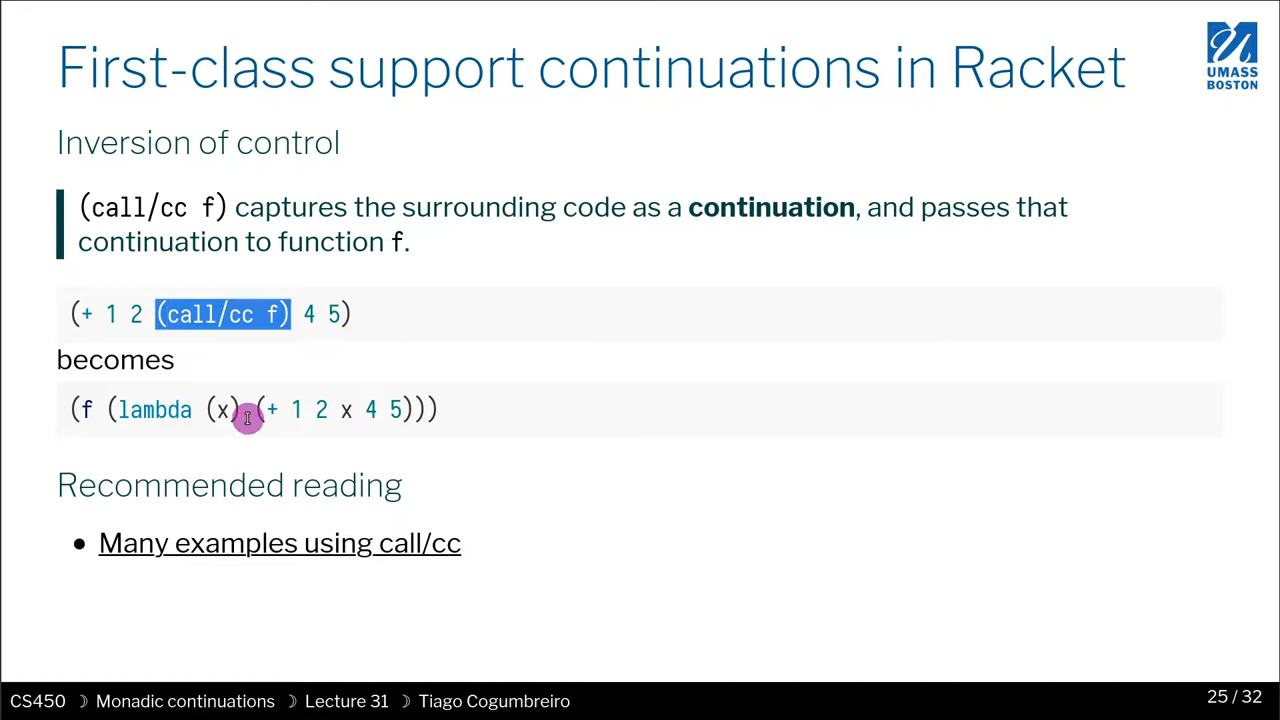 First-class support continuations in Racket
UMASS
BOSTON
Inversion of control
(call/cc f) captures the surrounding code as a continuation, and passes that
continuation to function f.
(+ 1 2 (call/cc f) 4 5)
becomes
(f (lambda (x) (+ 1 2 x 4 5)))
Recommended reading
• Many examples using call/cc
CS450 ☽ Monadic continuations ☽ Lecture 31 ☽ Tiago Cogumbreiro
25 / 32